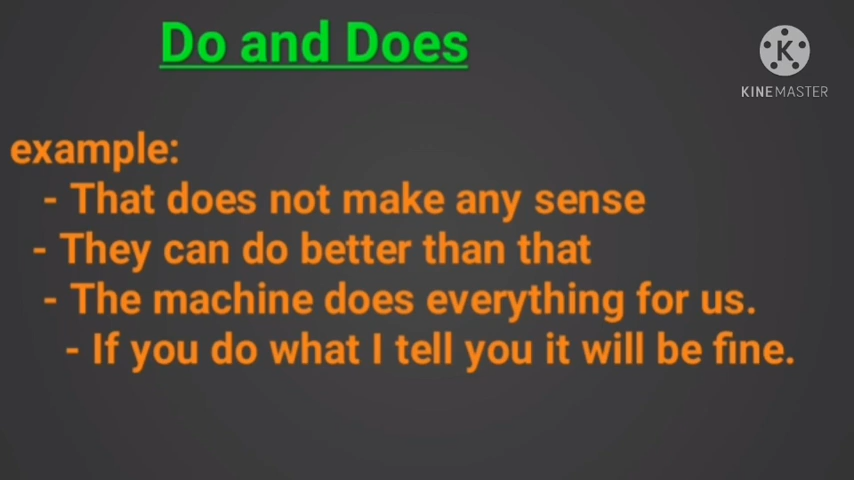 Do and Does
K
KINEMASTER
example:
- That does not make any sense
- They can do better than that
- The machine does everything for us.
- If you do what I tell you it will be fine.